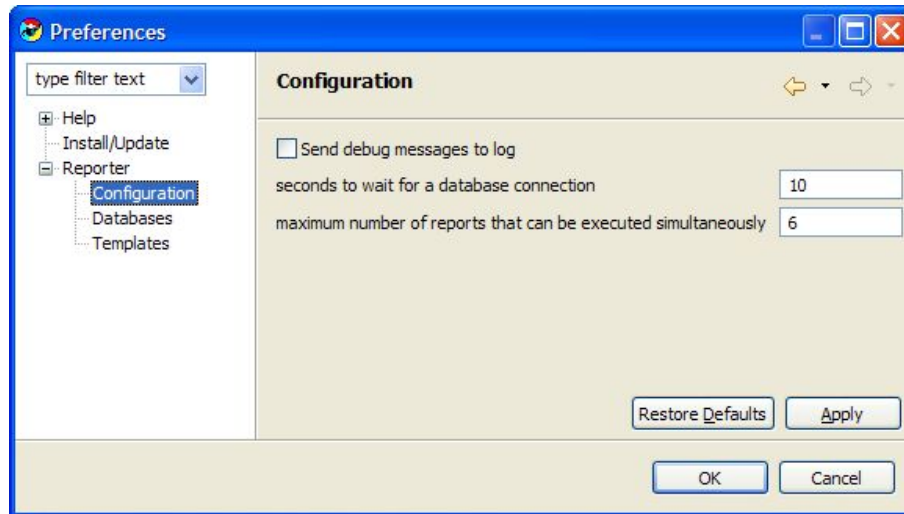 Preferences
type filter text
Help
Install/Update
Reporter
Configuration
Databases
Templates
Configuration
Send debug messages to log
seconds to wait for a database connection 10
maximum number of reports that can be executed simultaneously 6
Restore Defaults Apply
OK Cancel